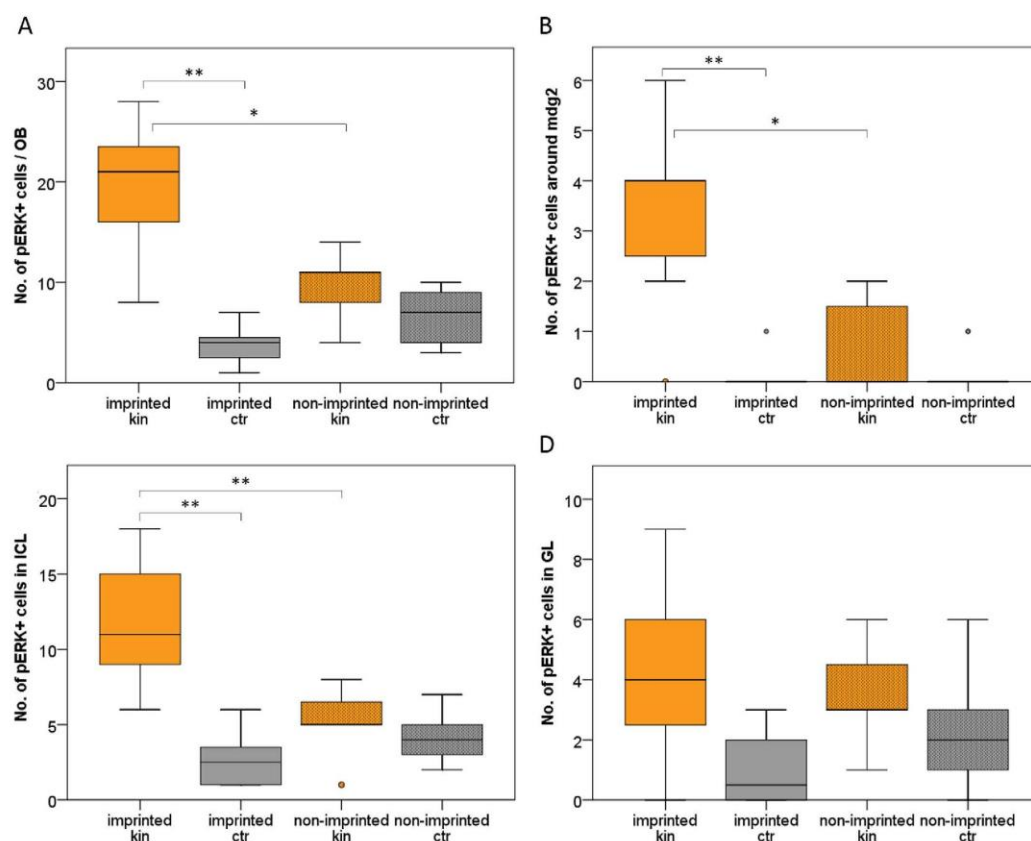 A
No. of pERK+ cells / OB
30
20
10
0
**
*
imprinted kin
imprinted ctr
non-imprinted kin
non-imprinted ctr
B
No. of pERK+ cells around mdg2
6
5
4
3
2
1
0
**
*
imprinted kin
imprinted ctr
non-imprinted kin
non-imprinted ctr
No. of pERK+ cells in ICL
20
15
10
5
0
**
**
imprinted kin
imprinted ctr
non-imprinted kin
non-imprinted ctr
D
No. of pERK+ cells in GL
10
8
6
4
2
0
imprinted kin
imprinted ctr
non-imprinted kin
non-imprinted ctr